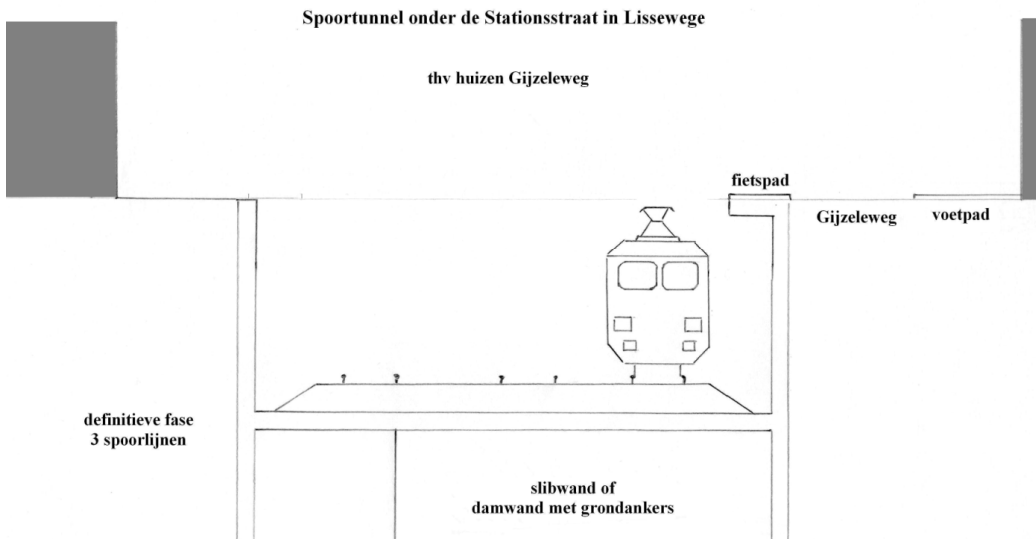 Spoortunnel onder de Stationsstraat in Lissewege
thv huizen Gijzeleweg
fietspad
Gijzeleweg
voetpad
definitieve fase
3 spoorlijnen
slibwand of
damwand met grondankers